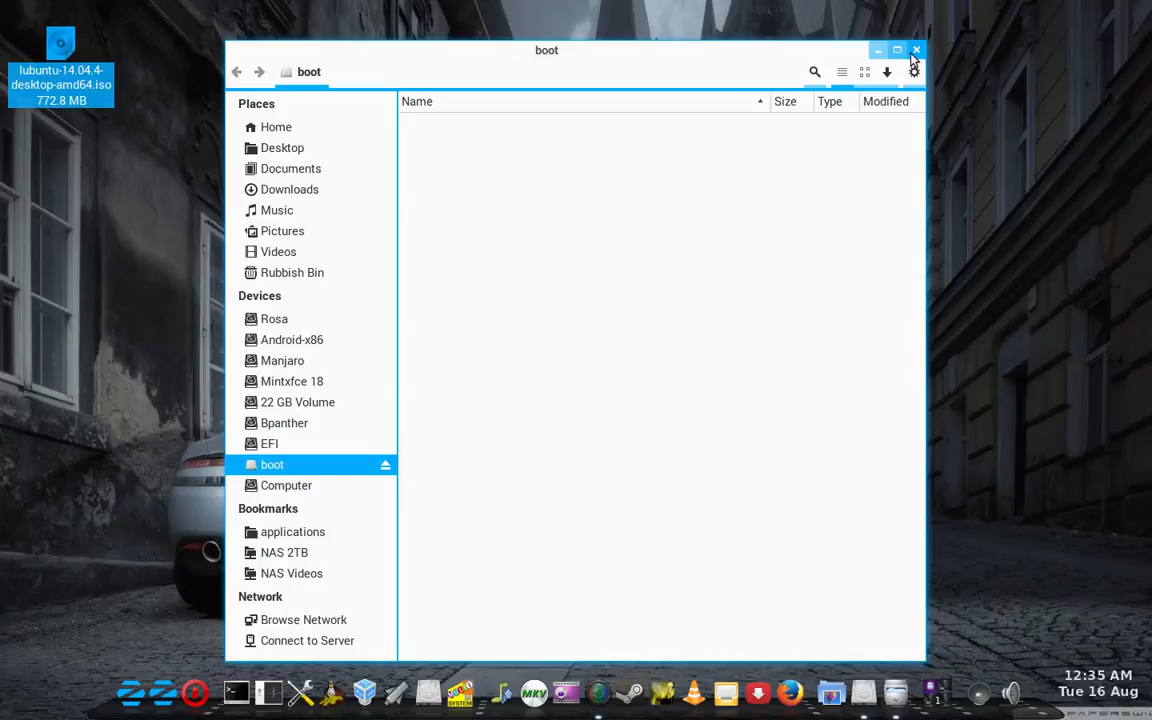 lubuntu-14.04.4-
desktop-amd64.iso
772.8 MB
boot
boot
Places
Home
Desktop
Documents
Downloads
Music
Pictures
Videos
Rubbish Bin
Devices
Rosa
Android-x86
Manjaro
Mintxfce 18
22 GB Volume
Bpanther
EFI
boot
Computer
Bookmarks
applications
NAS 2TB
NAS Videos
Network
Browse Network
Connect to Server
Name Size Type Modified
SYSTEM
MKV
1
12:35 AM
Tue 16 Aug